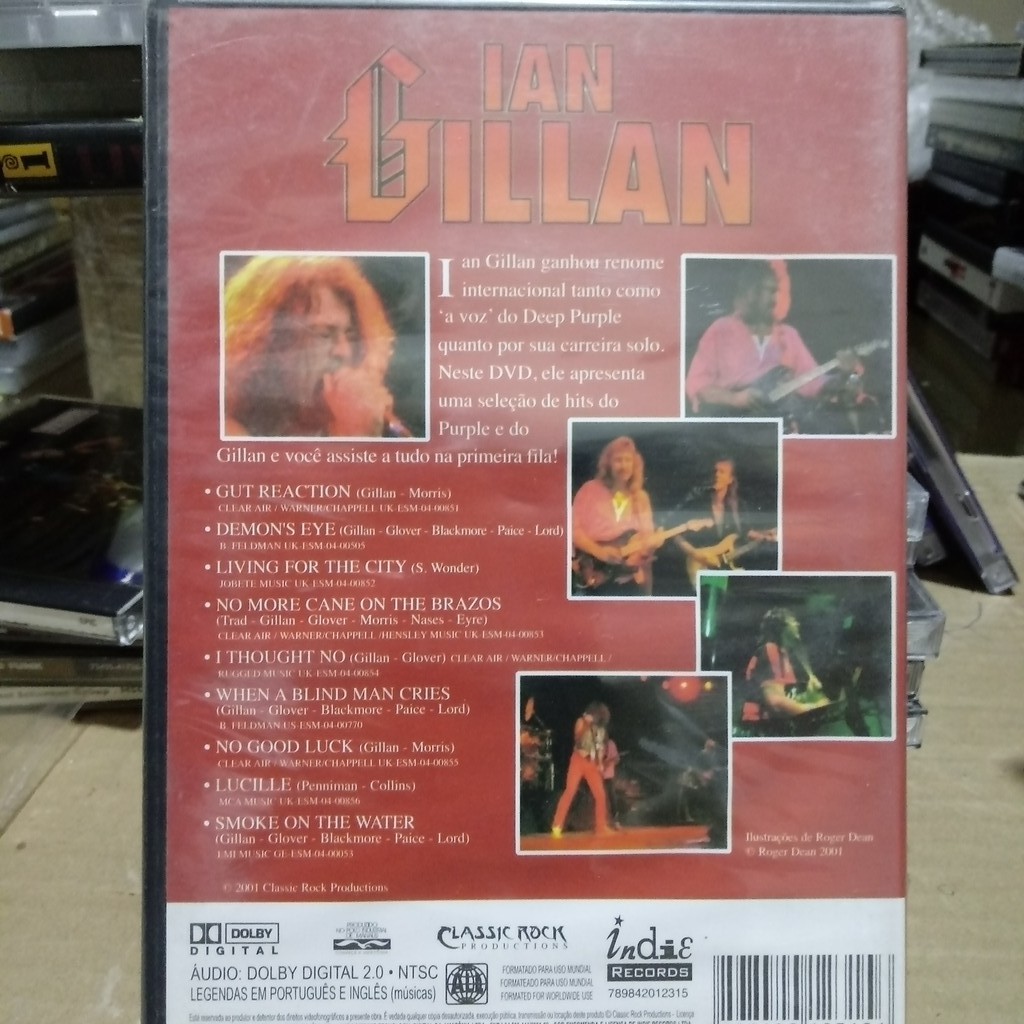 IAN
GILLAN
Ian Gillan ganhou renome
internacional tanto como
‘a voz’ do Deep Purple
quanto por sua carreira solo.
Neste DVD, ele apresenta
uma seleção de hits do
Purple e do
Gillan e você assiste a tudo na primeira fila!
• GUT REACTION (Gillan - Morris)
CLEAR AIR / WARNER/CHAPPELL UK-ESM-04-00851
• DEMON'S EYE (Gillan - Glover - Blackmore - Paice - Lord)
B. FELDMAN UK-ESM-04-00505
• LIVING FOR THE CITY (S. Wonder)
JOBETE MUSIC UK-ESM-04-00852
• NO MORE CANE ON THE BRAZOS
(Trad - Gillan - Glover - Morris - Nases - Eyre)
CLEAR AIR / WARNER/CHAPPELL /HENSLEY MUSIC UK-ESM-04-00853
• I THOUGHT NO (Gillan - Glover) CLEAR AIR / WARNER/CHAPPELL /
RUGGED MUSIC UK-ESM-04-00854
• WHEN A BLIND MAN CRIES
(Gillan - Glover - Blackmore - Paice - Lord)
B. FELDMAN US-ESM-04-00770
• NO GOOD LUCK (Gillan - Morris)
CLEAR AIR / WARNER/CHAPPELL UK-ESM-04-00855
• LUCILLE (Penniman - Collins)
MCA MUSIC UK-ESM-04-00856
• SMOKE ON THE WATER
(Gillan - Glover - Blackmore - Paice - Lord)
EMI MUSIC GE-ESM-04-00053
Ilustrações de Roger Dean
© Roger Dean 2001
© 2001 Classic Rock Productions
DOLBY
DIGITAL
PRODUZIDO
NO POLO INDUSTRIAL
DE MANAUS
CLASSIC ROCK
PRODUCTIONS
indie
RECORDS
789842012315
ÁUDIO: DOLBY DIGITAL 2.0 • NTSC
LEGENDAS EM PORTUGUÊS E INGLÊS (músicas)
ALL
FORMATADO PARA USO MUNDIAL
FORMATEADO PARA USO MUNDIAL
FORMATED FOR WORLDWIDE USE